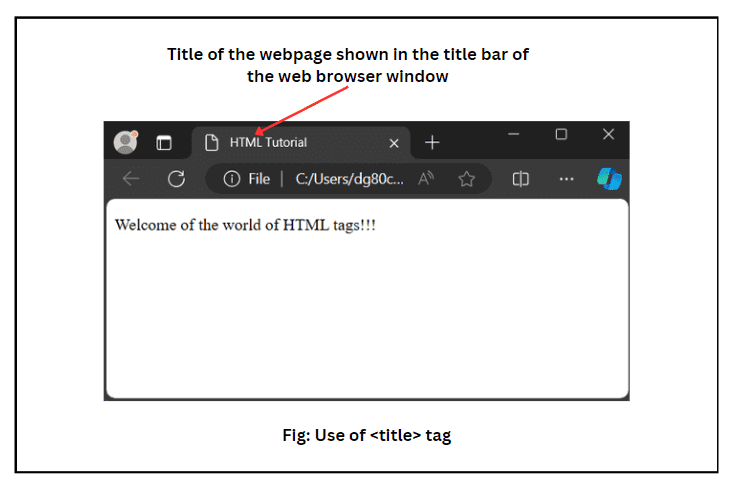 Title of the webpage shown in the title bar of
the web browser window
HTML Tutorial
File | C:/Users/dg80c...
Welcome of the world of HTML tags!!!
Fig: Use of <title> tag